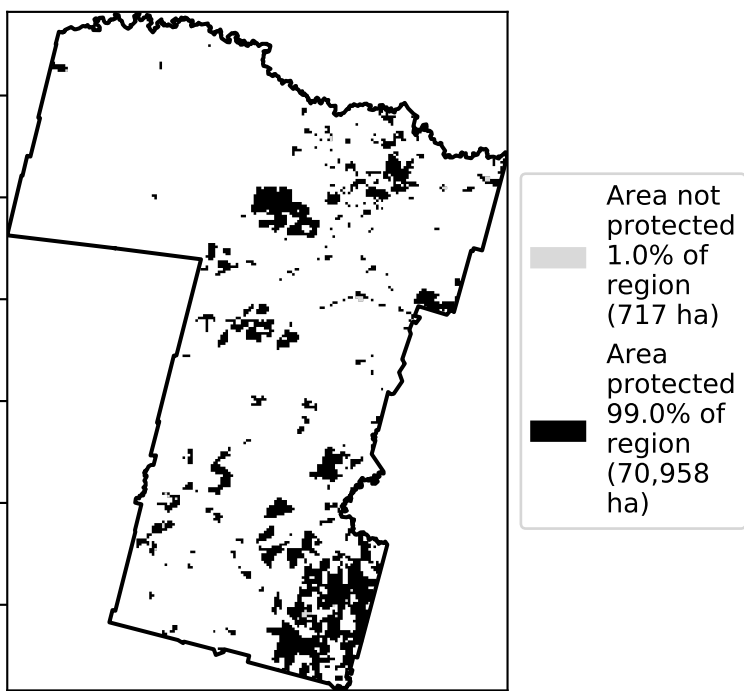 Area not
protected
1.0% of
region
(717 ha)
Area
protected
99.0% of
region
(70,958
ha)